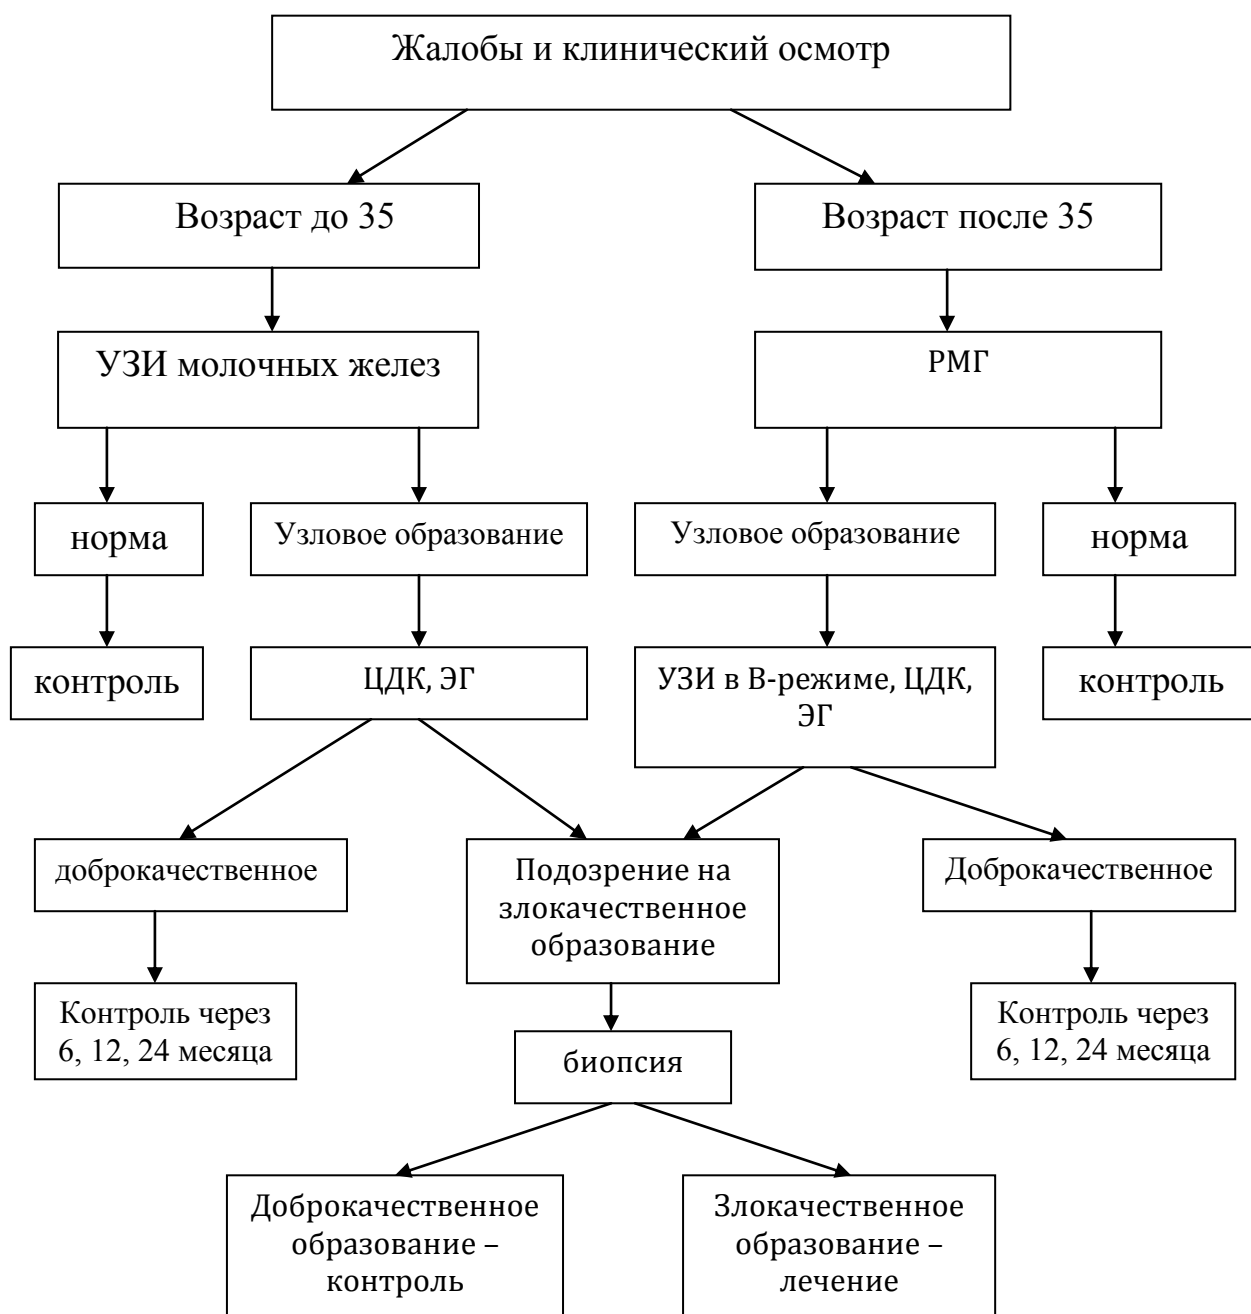 Жалобы и клинический осмотр
Возраст до 35
Возраст после 35
УЗИ молочных желез
РМГ
норма
Узловое образование
Узловое образование
норма
контроль
ЦДК, ЭГ
УЗИ в В-режиме, ЦДК,
ЭГ
контроль
доброкачественное
Подозрение на
злокачественное
образование
Доброкачественное
Контроль через
6, 12, 24 месяца
Контроль через
6, 12, 24 месяца
биопсия
Доброкачественное
образование –
контроль
Злокачественное
образование –
лечение